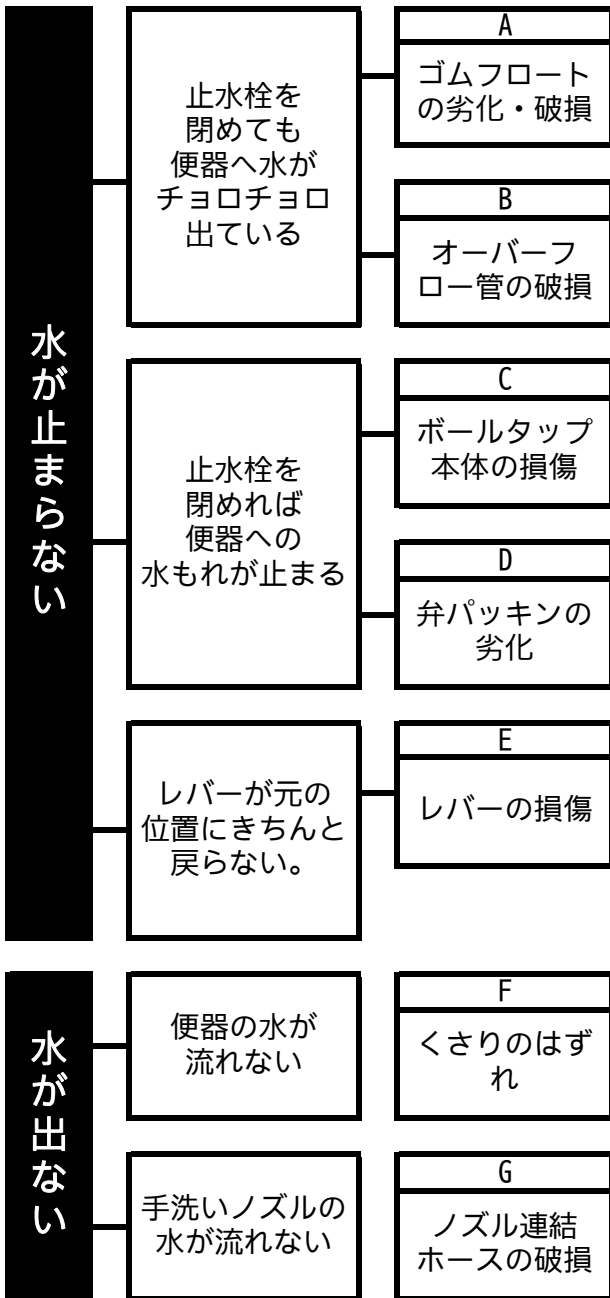 水が止まらない
止水栓を
閉めても
便器へ水が
チョロチョロ
出ている
A
ゴムフロート
の劣化・破損
B
オーバーフ
ロー管の破損
止水栓を
閉めれば
便器への
水もれが止まる
C
ボールタップ
本体の損傷
D
弁パッキンの
劣化
レバーが元の
位置にきちんと
戻らない。
E
レバーの損傷
水が出ない
便器の水が
流れない
F
くさりのはず
れ
手洗いノズルの
水が流れない
G
ノズル連結
ホースの破損